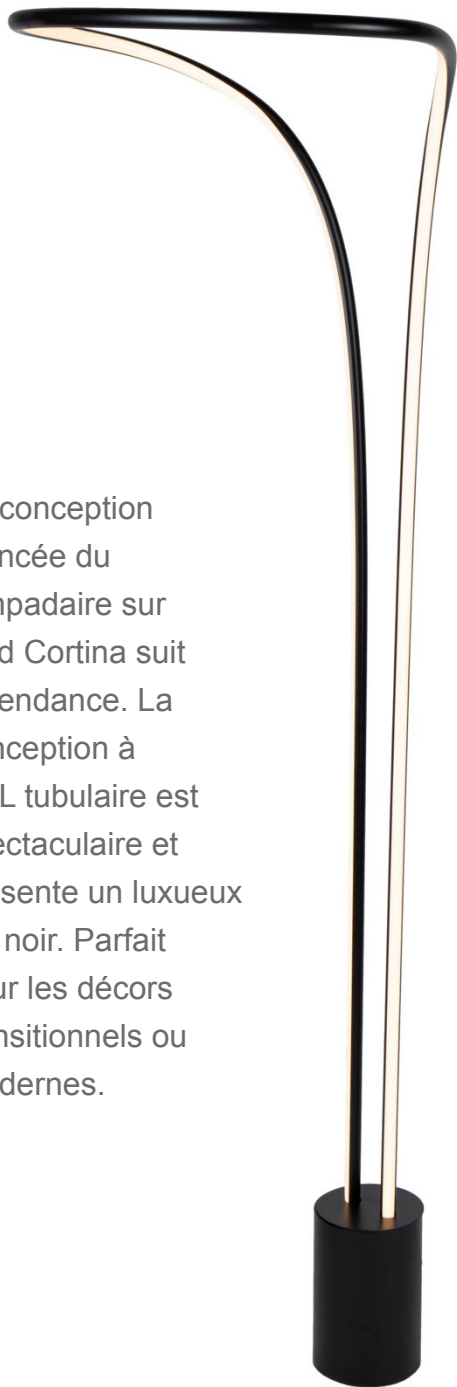 conception
ncée du
npadaire sur
d Cortina suit
endance. La
nception à
L tubulaire est
ectaculaire et
sente un luxueux
noir. Parfait
ur les décors
nsitionnels ou
dernes.